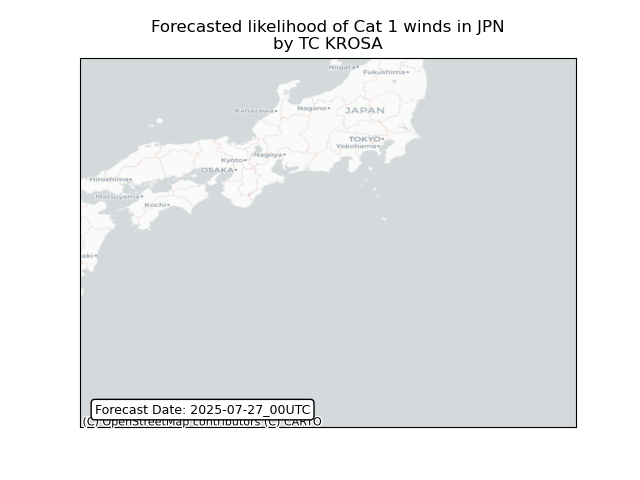 Forecasted likelihood of Cat 1 winds in JPN
by TC KROSA
Niigata
Fukushima
Kanazawa
Nagano
JAPAN
TOKYO
Yokohama
Nagoya
Kyoto
OSAKA
Hiroshima
Matsuyama
Kochi
aki
Forecast Date: 2025-07-27_00UTC
(C) OpenStreetMap contributors (C) CARTO